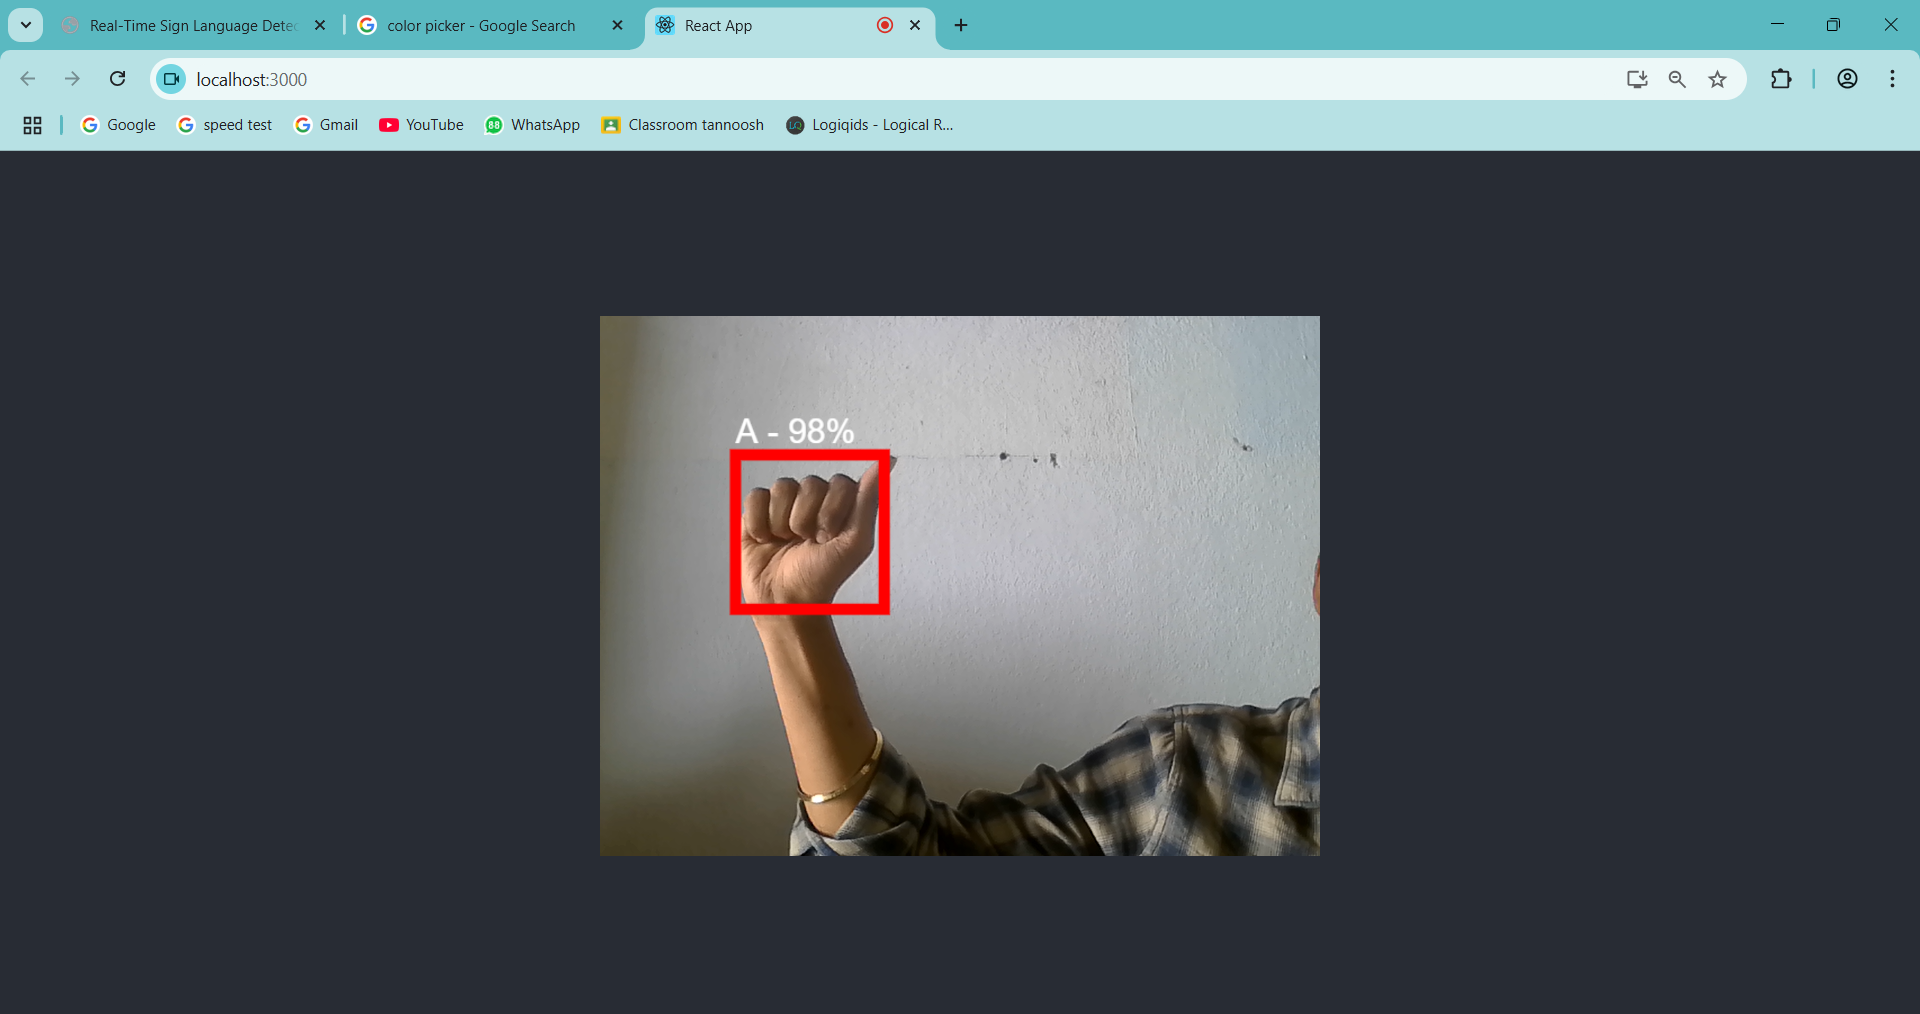 Real-Time Sign Language Detec
color picker - Google Search
React App
localhost:3000
Google
speed test
Gmail
YouTube
WhatsApp
Classroom tannoosh
Logiqids - Logical R...
A - 98%